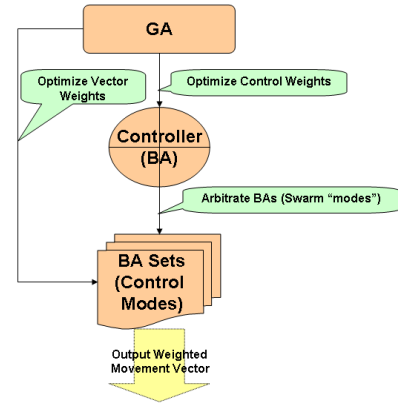 GA
Optimize Vector
Weights
Optimize Control Weights
Controller
(BA)
Arbitrate BAs (Swarm “modes”)
BA Sets
(Control
Modes)
Output Weighted
Movement Vector